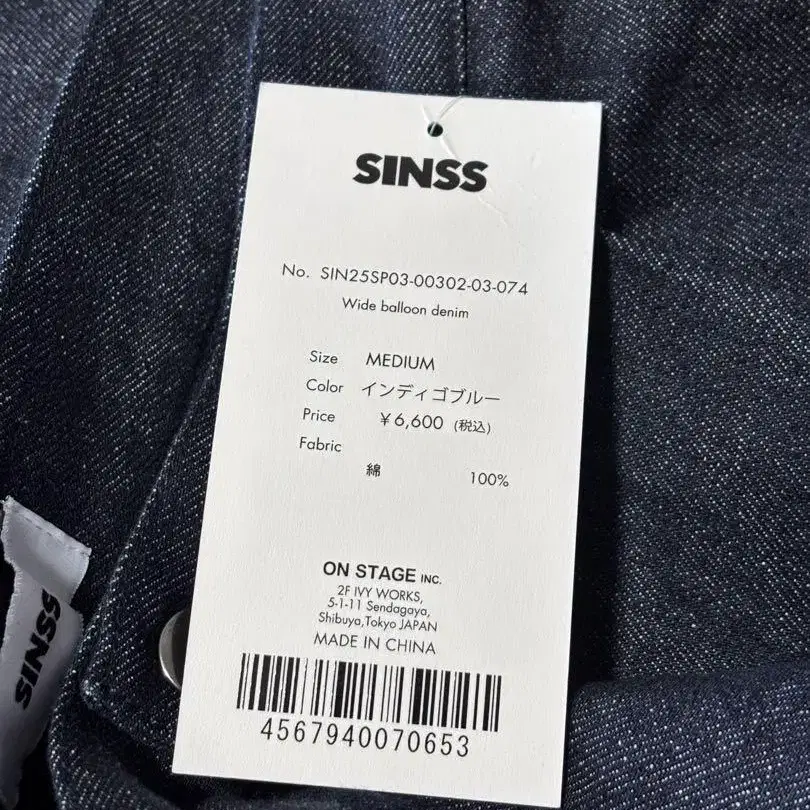 SINSS
No. SIN25SP03-00302-03-074
Wide balloon denim
Size MEDIUM
Color インディゴブルー
Price ¥6,600 (税込)
Fabric
綿 100%
ON STAGE INC.
2F IVY WORKS,
5-1-11 Sendagaya,
Shibuya,Tokyo JAPAN
MADE IN CHINA
4567940070653
SINSS